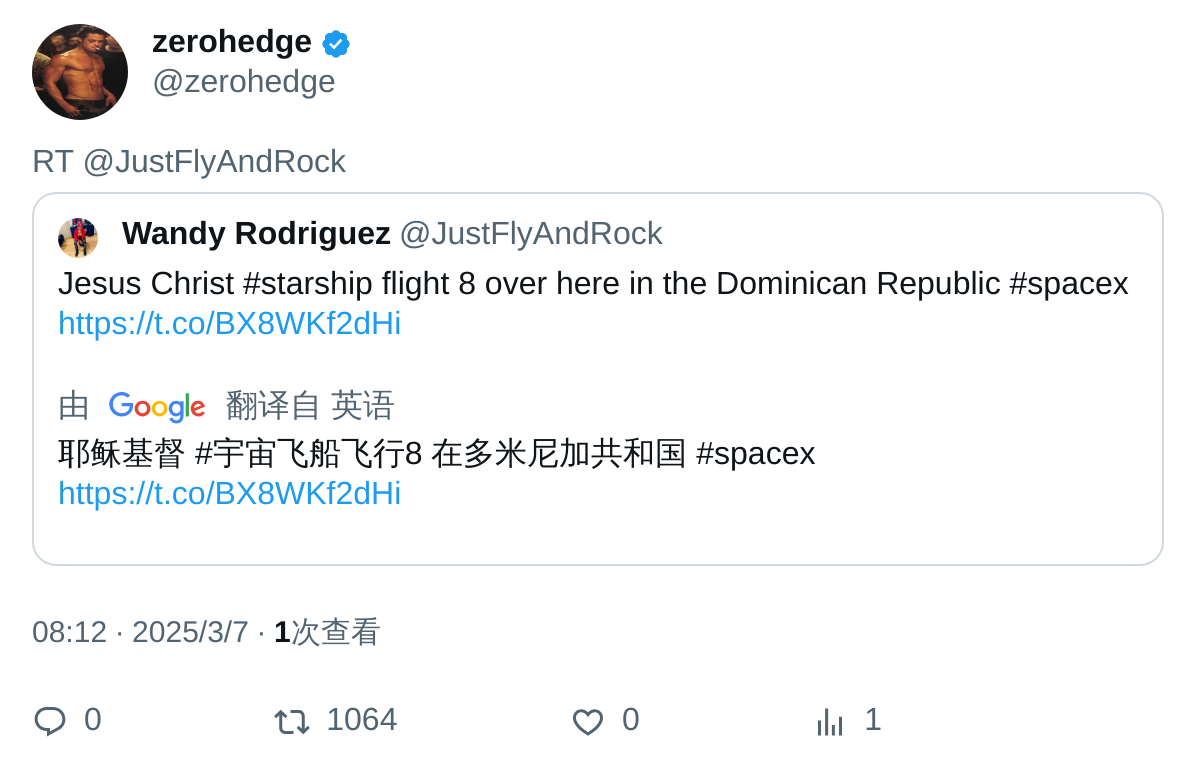 zerohedge
@zerohedge
RT @JustFlyAndRock
Wandy Rodriguez @JustFlyAndRock
Jesus Christ #starship flight 8 over here in the Dominican Republic #spacex
https://t.co/BX8WKf2dHi
由 Google 翻译自 英语
耶稣基督 #宇宙飞船飞行8 在多米尼加共和国 #spacex
https://t.co/BX8WKf2dHi
08:12 · 2025/3/7 · 1次查看
0 1064 0 1